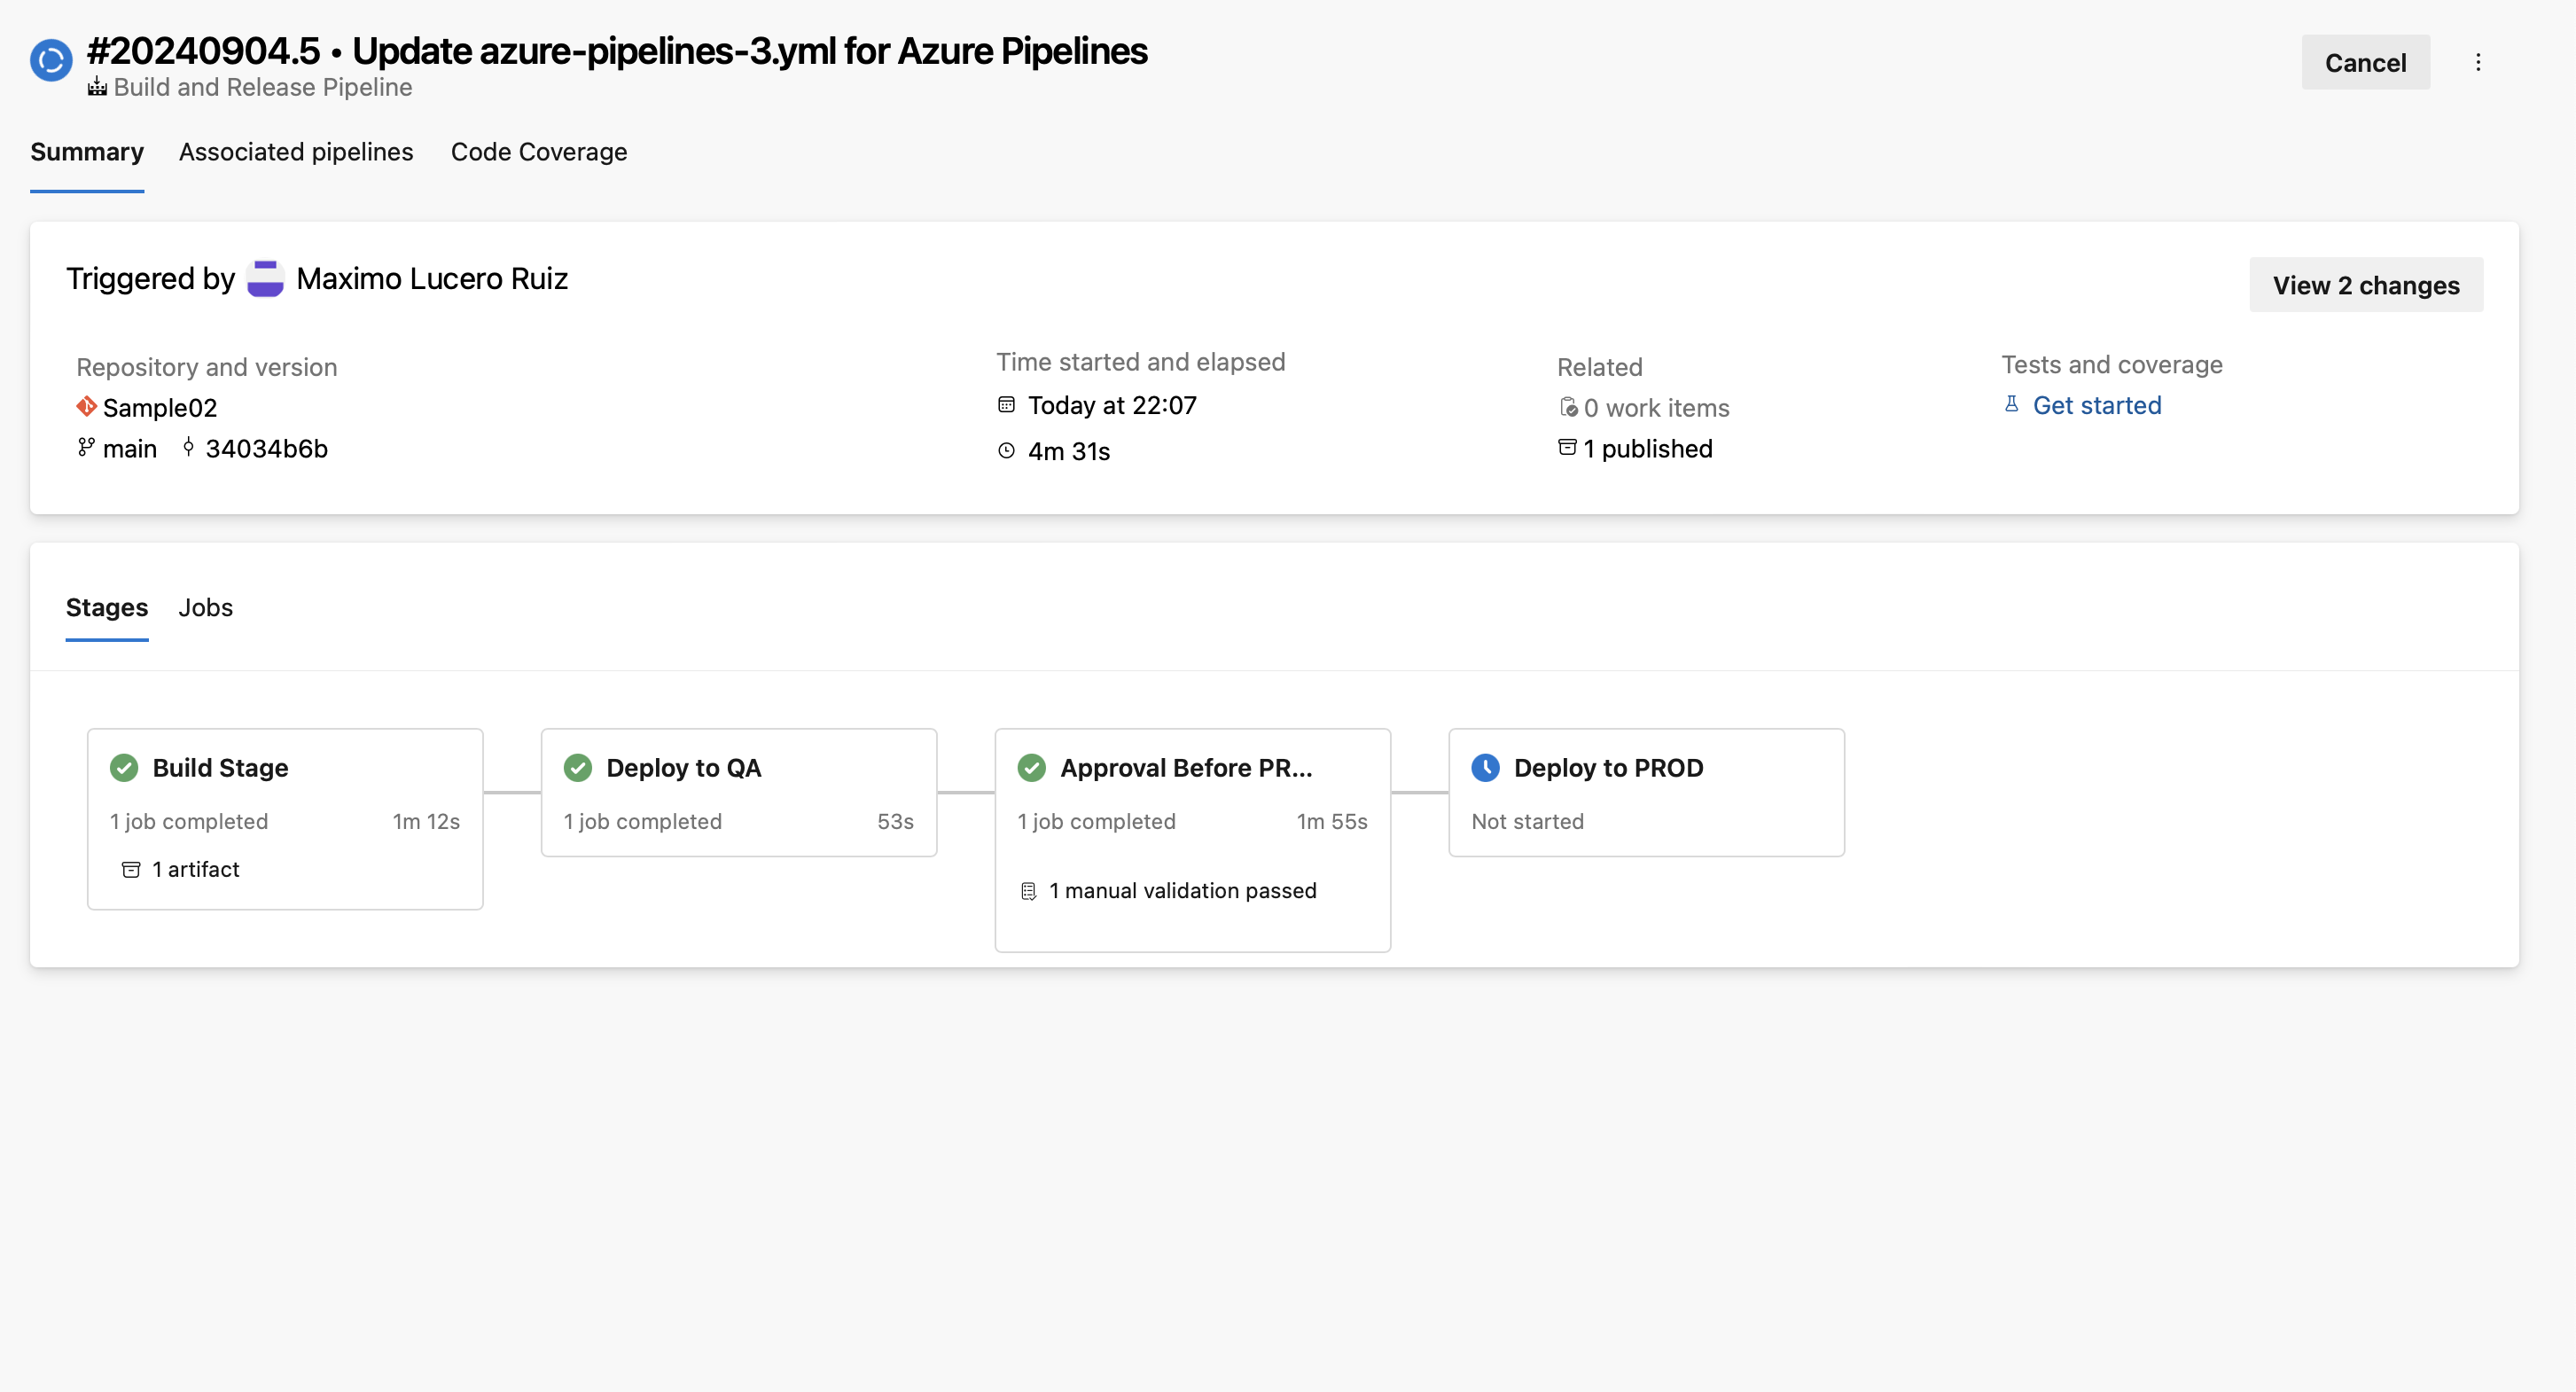 #20240904.5 • Update azure-pipelines-3.yml for Azure Pipelines
Build and Release Pipeline
Cancel
Summary
Associated pipelines
Code Coverage
Triggered by Maximo Lucero Ruiz
View 2 changes
Repository and version
Sample02
main 34034b6b
Time started and elapsed
Today at 22:07
4m 31s
Related
0 work items
1 published
Tests and coverage
Get started
Stages
Jobs
Build Stage
1 job completed 1m 12s
1 artifact
Deploy to QA
1 job completed 53s
Approval Before PR...
1 job completed 1m 55s
1 manual validation passed
Deploy to PROD
Not started